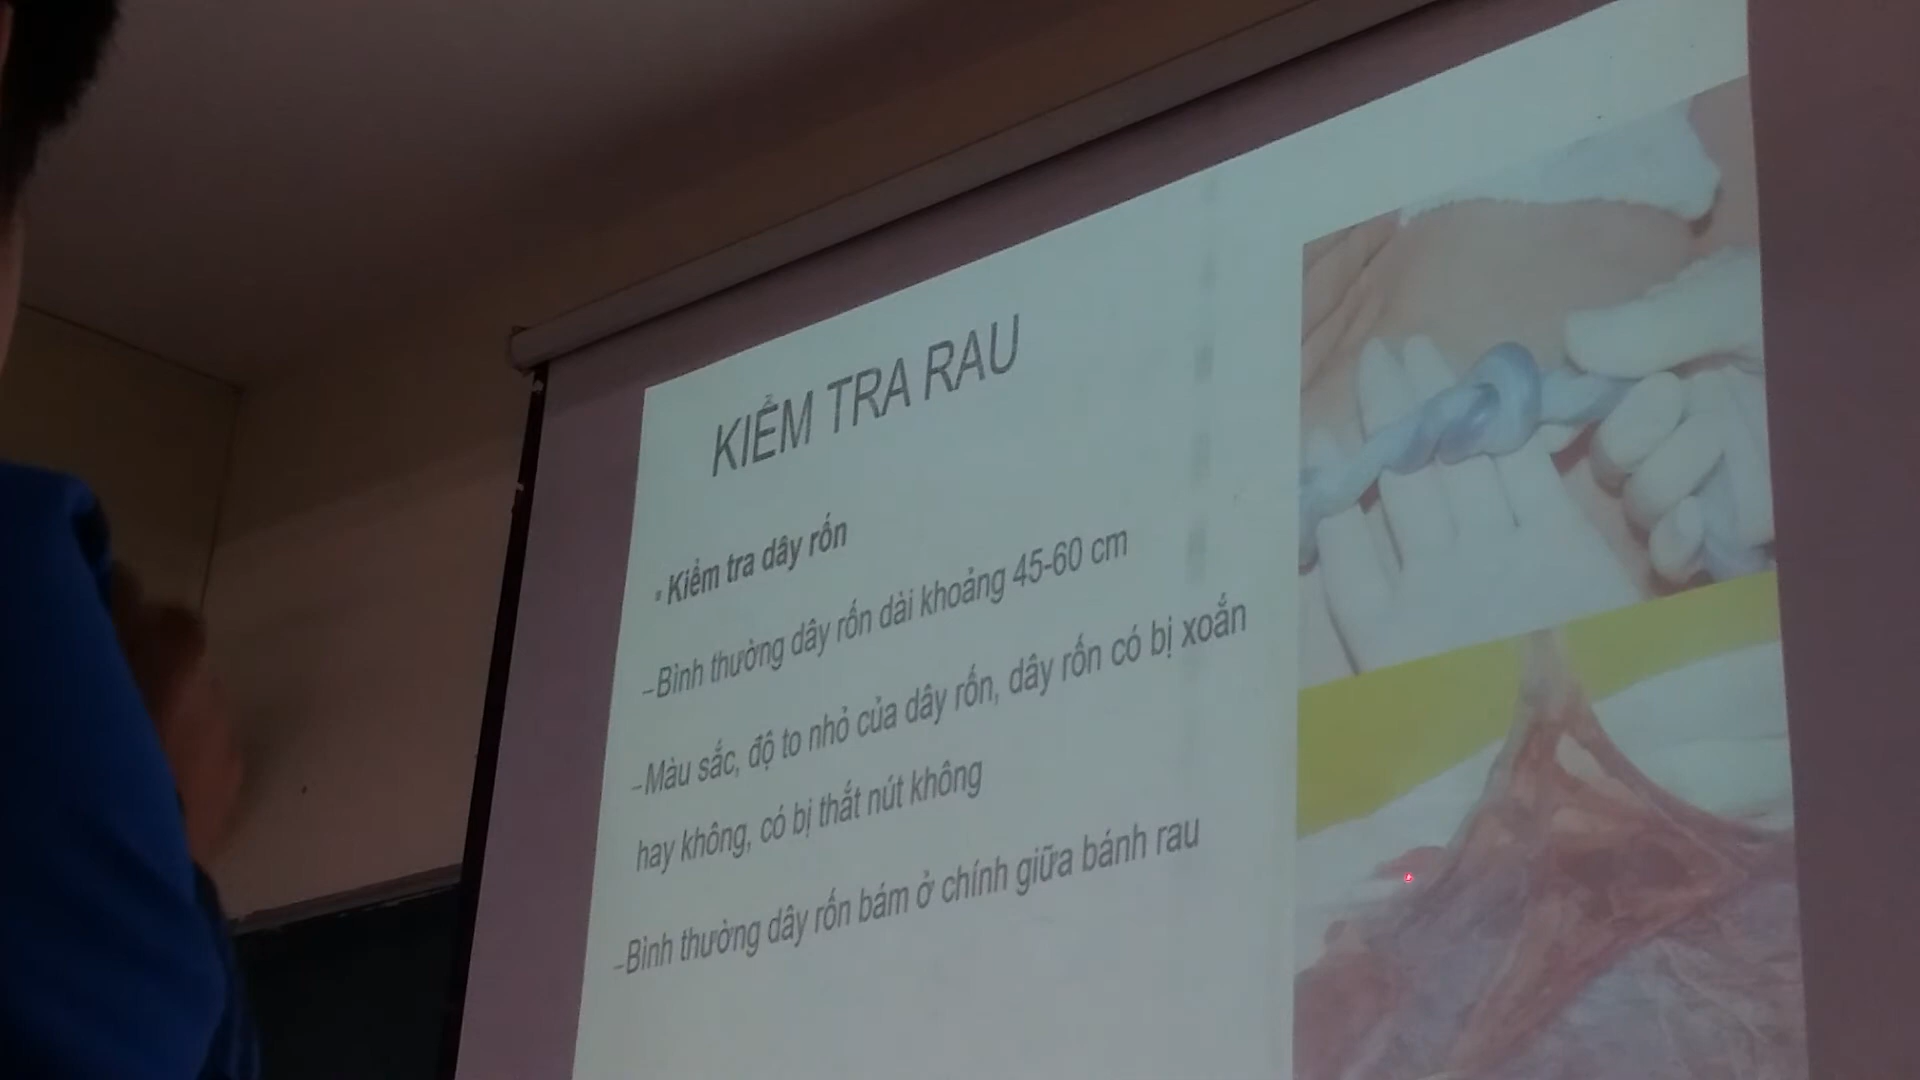 KIỂM TRA RAU
▪ Kiểm tra dây rốn
–Bình thường dây rốn dài khoảng 45-60 cm
–Màu sắc, độ to nhỏ của dây rốn, dây rốn có bị xoắn
hay không, có bị thắt nút không
–Bình thường dây rốn bám ở chính giữa bánh rau